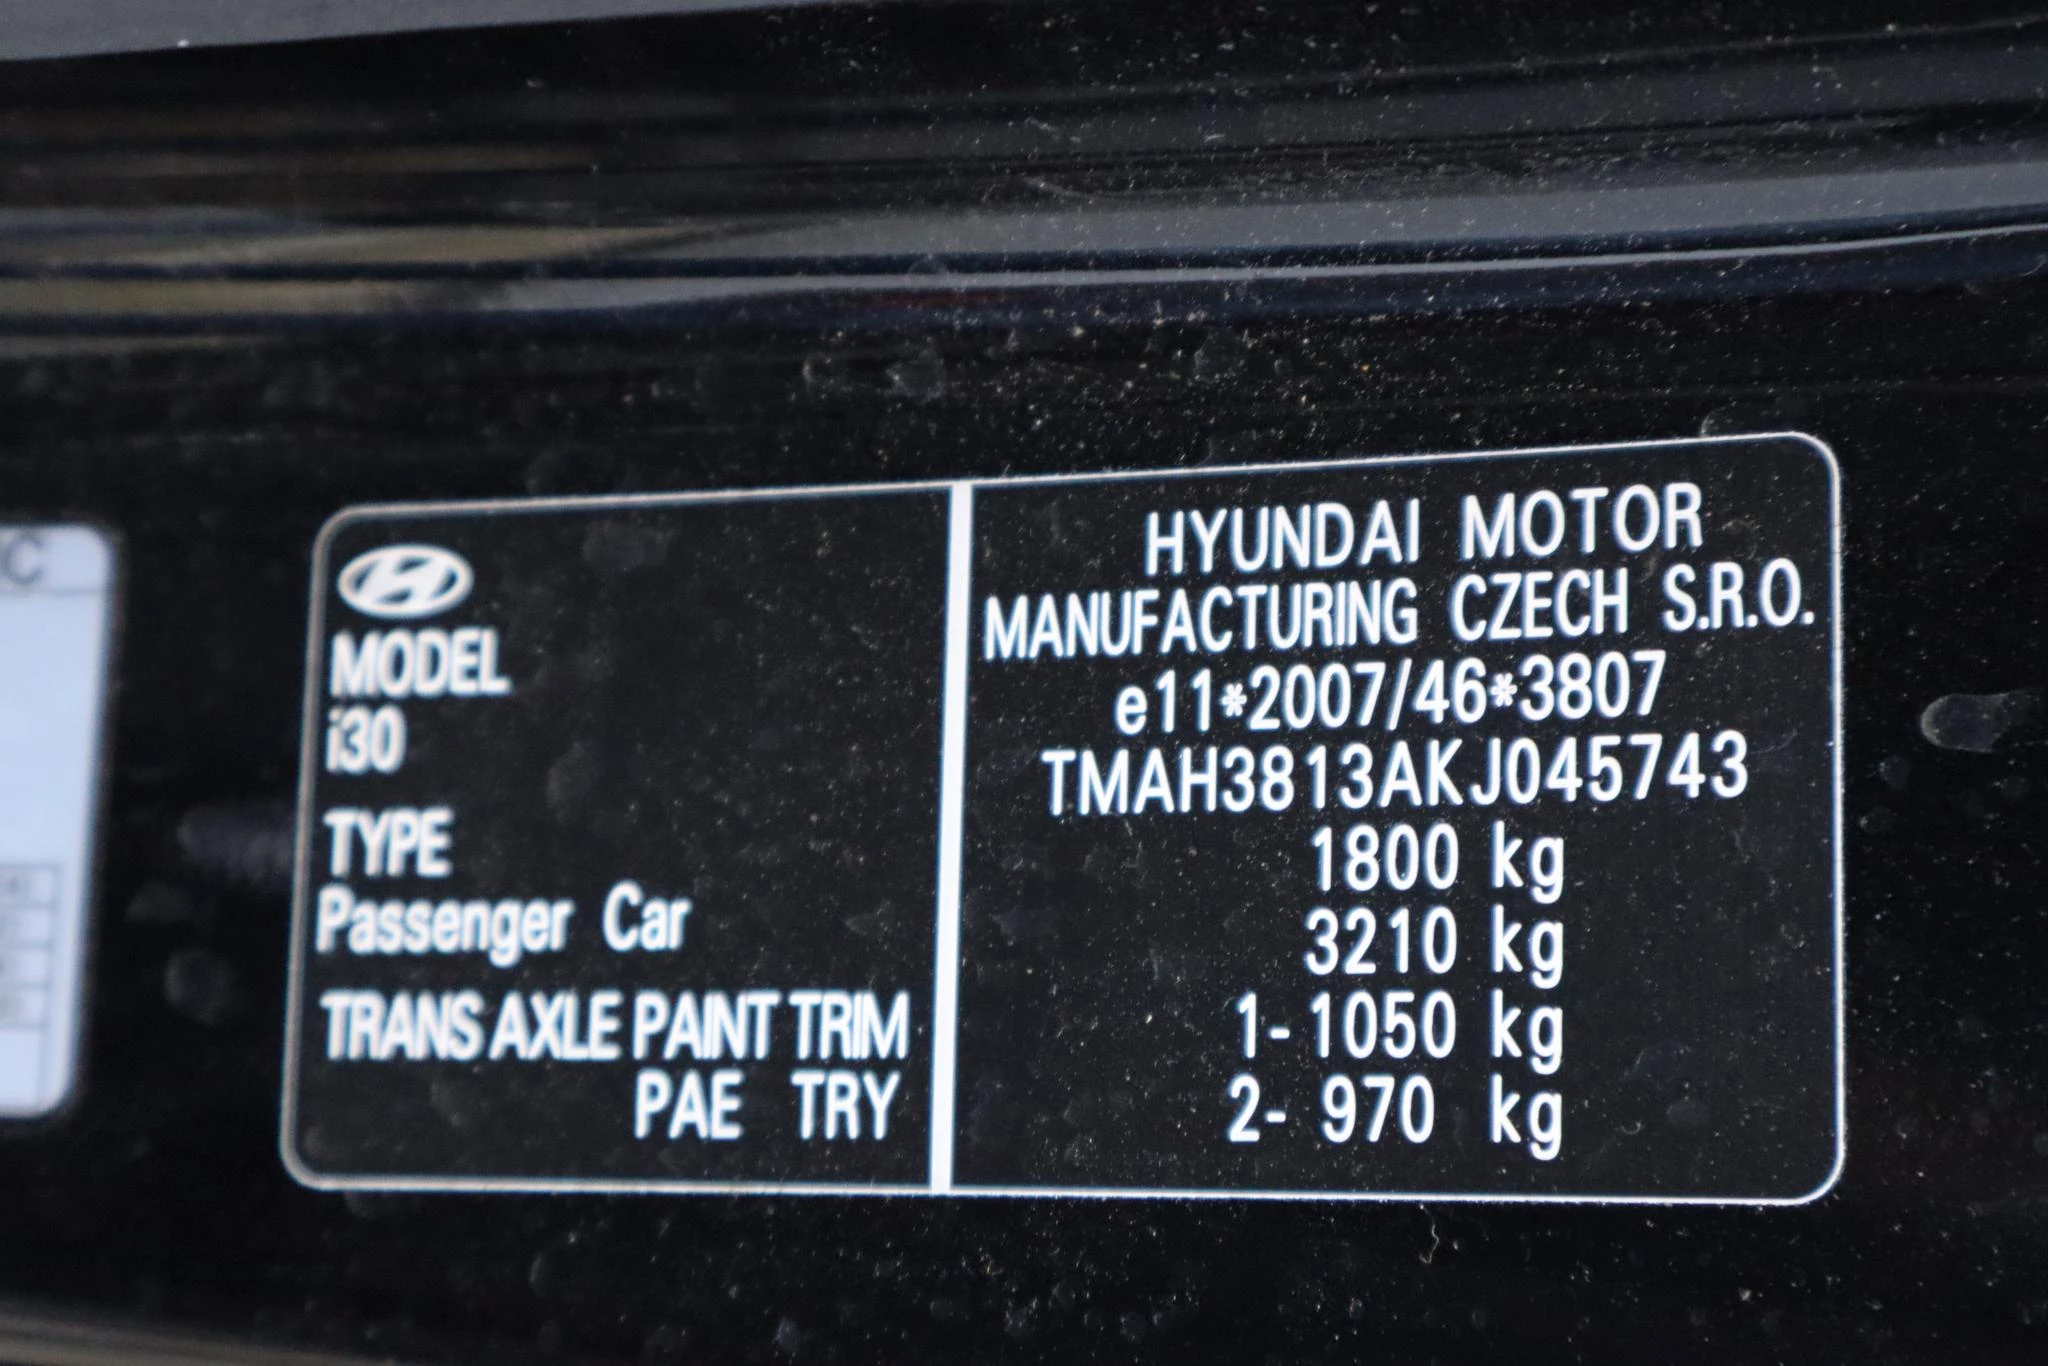 C
MODEL
i30
TYPE
Passenger Car
TRANS AXLE PAINT TRIM
PAE TRY
HYUNDAI MOTOR
MANUFACTURING CZECH S.R.O.
e11*2007/46*3807
TMAH3813AKJ045743
1800 kg
3210 kg
1- 1050 kg
2- 970 kg